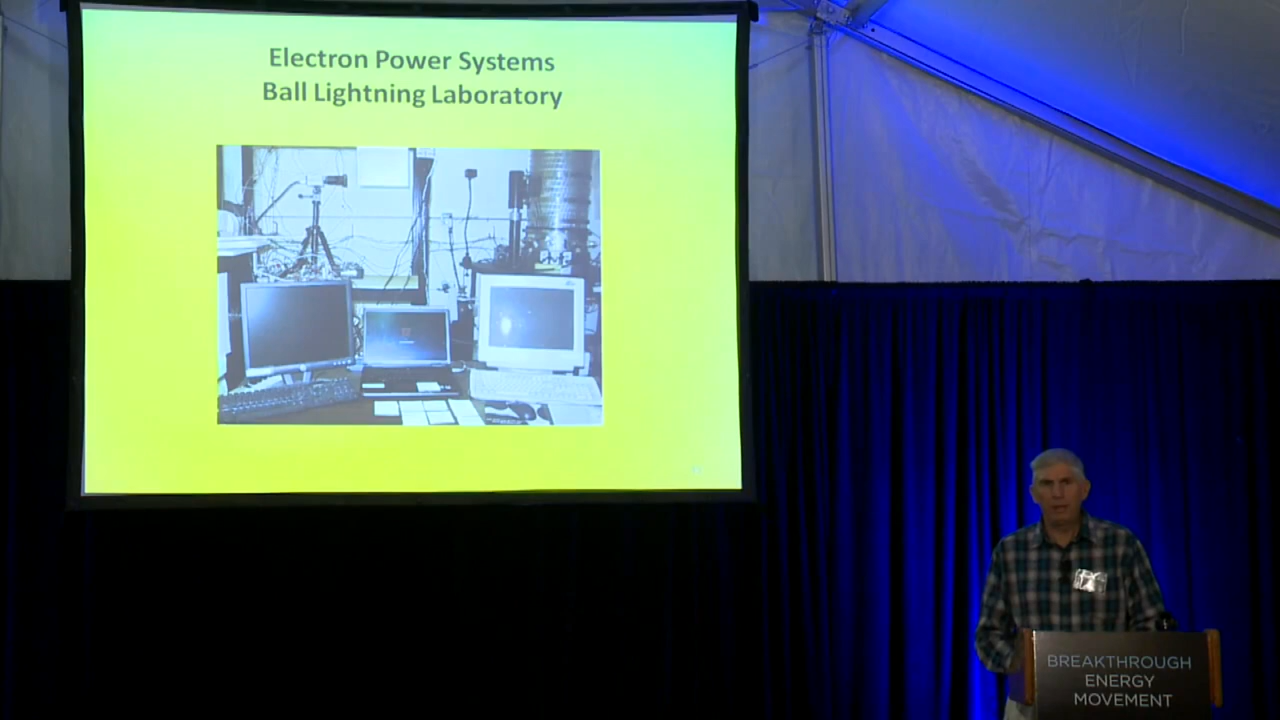 Electron Power Systems
Ball Lightning Laboratory
BREAKTHROUGH
ENERGY
MOVEMENT